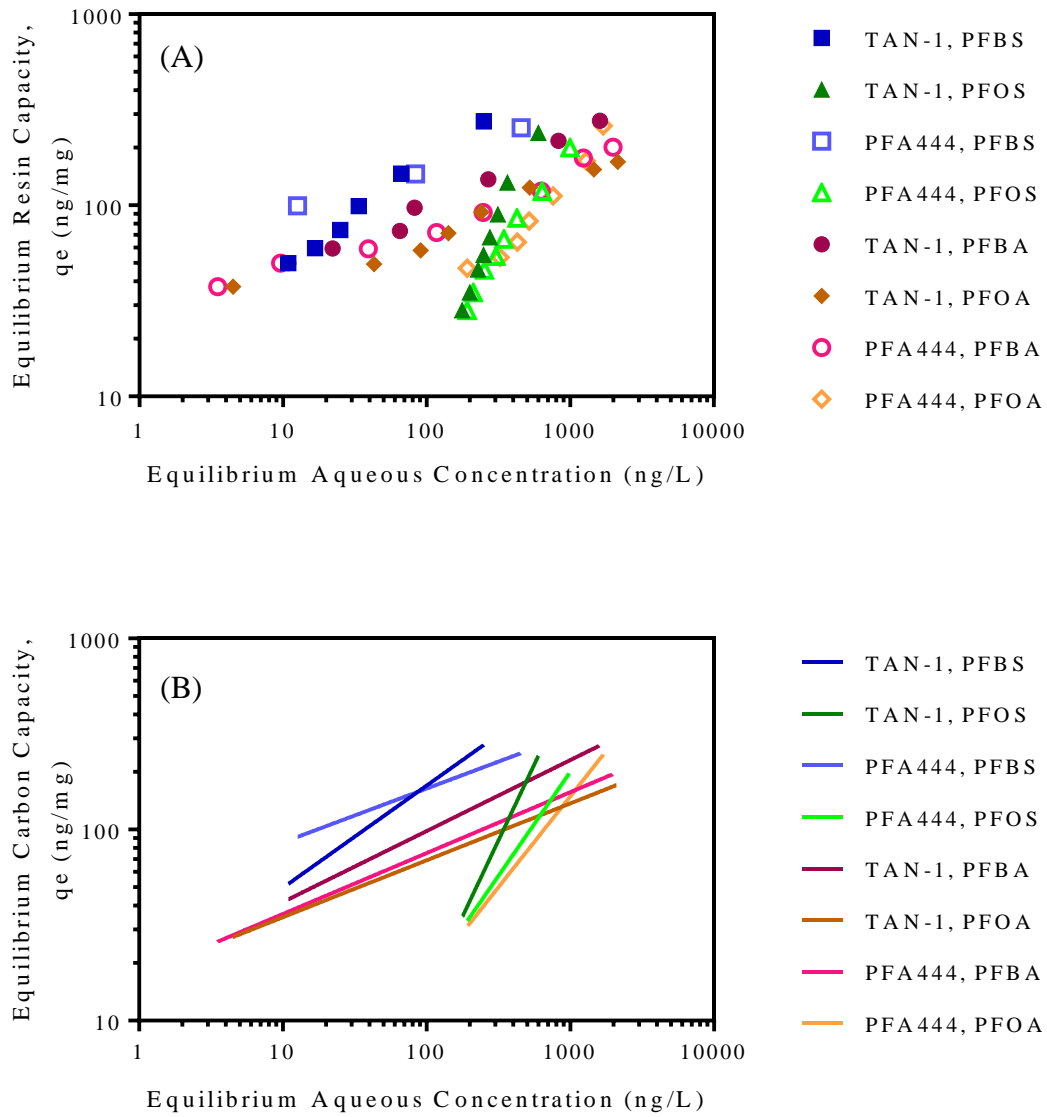 Equilibrium Resin Capacity,
qe (ng/mg)
1000
100
10
(A)
1
10
100
1000
10000
Equilibrium Aqueous Concentration (ng/L)
TAN-1, PFBS
TAN-1, PFOS
PFA444, PFBS
PFA444, PFOS
TAN-1, PFBA
TAN-1, PFOA
PFA444, PFBA
PFA444, PFOA
Equilibrium Carbon Capacity,
qe (ng/mg)
1000
100
10
(B)
1
10
100
1000
10000
Equilibrium Aqueous Concentration (ng/L)
TAN-1, PFBS
TAN-1, PFOS
PFA444, PFBS
PFA444, PFOS
TAN-1, PFBA
TAN-1, PFOA
PFA444, PFBA
PFA444, PFOA